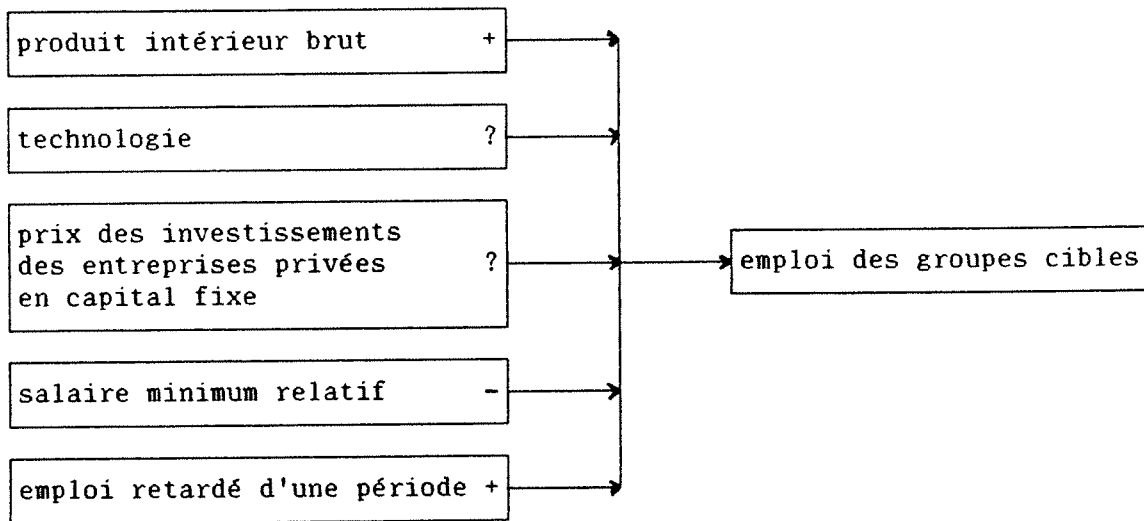 produit intérieur brut +
technologie ?
prix des investissements
des entreprises privées ?
en capital fixe
emploi des groupes cibles
salaire minimum relatif -
emploi retardé d'une période +